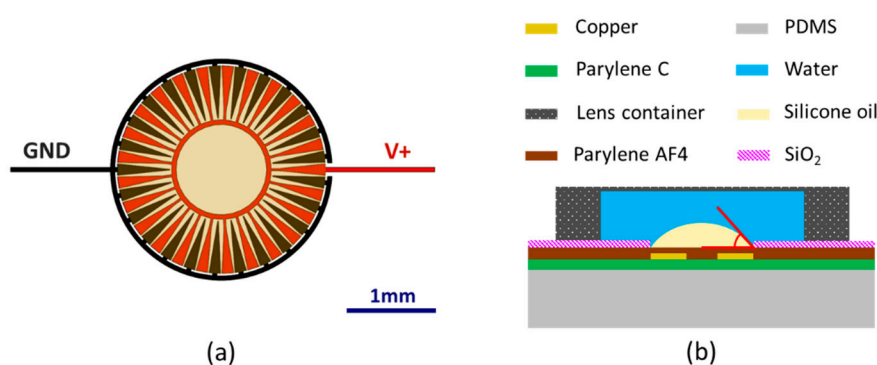 GND
V+
1mm
(a)
Copper
PDMS
Parylene C
Water
Lens container
Silicone oil
Parylene AF4
SiO₂
(b)